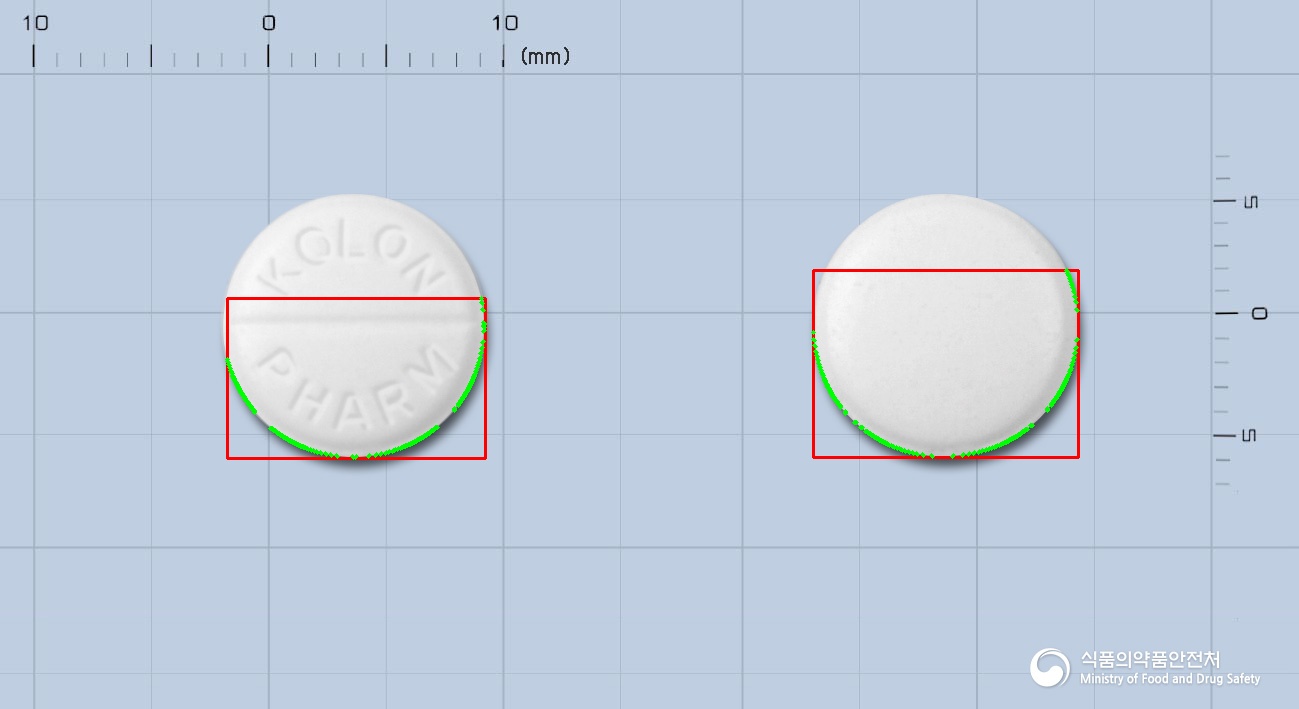 10 0 10
(mm)
KOLON
PHARM
5
0
5
식품의약품안전처
Ministry of Food and Drug Safety